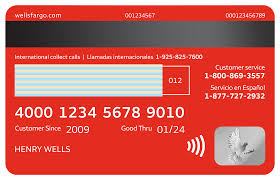 wellsfargo.com 001234567 00123456789
International collect calls | Llamadas internacionales 1-925-825-7600
Customer service
1-800-869-3557
012
Servicio en Español
1-877-727-2932
4000 1234 5678 9010
Customer Since 2009 Good Thru 01/24
HENRY WELLS